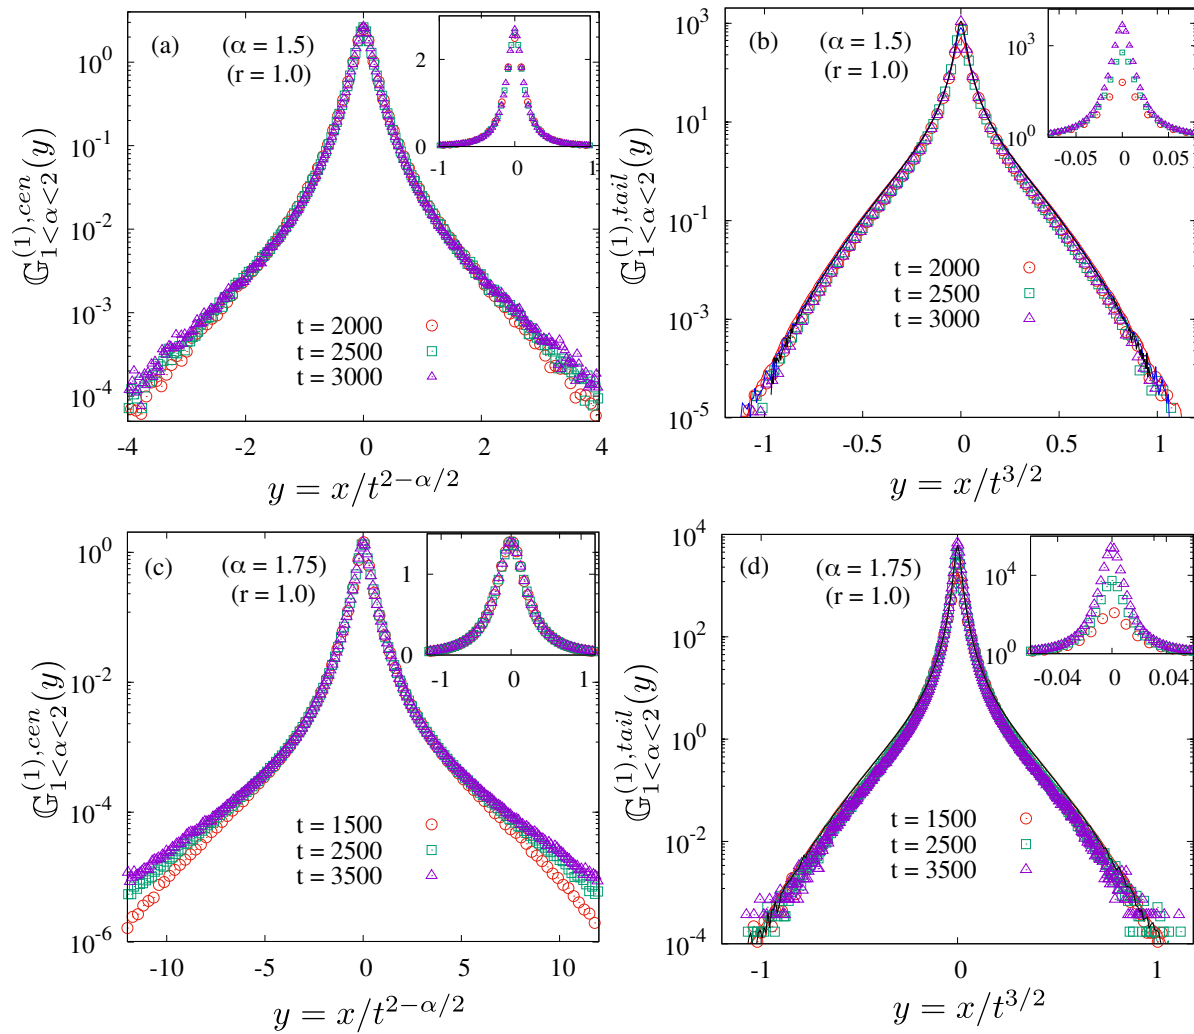 (a)
(α = 1.5)
(r = 1.0)
10^0
10^-1
10^-2
10^-3
10^-4
2
0
-1 0 1
t = 2000
t = 2500
t = 3000
-4 -2 0 2 4
y = x/t^{2−α/2}
𝔾^{(1),cen}_{1<α<2}(y)
(b)
(α = 1.5)
(r = 1.0)
10^3
10^1
10^-1
10^-3
10^-5
10^3
10^0
-0.05 0 0.05
t = 2000
t = 2500
t = 3000
-1 -0.5 0 0.5 1
y = x/t^{3/2}
𝔾^{(1),tail}_{1<α<2}(y)
(c)
(α = 1.75)
(r = 1.0)
10^0
10^-2
10^-4
10^-6
1
0
-1 0 1
t = 1500
t = 2500
t = 3500
-10 -5 0 5 10
y = x/t^{2−α/2}
𝔾^{(1),cen}_{1<α<2}(y)
(d)
(α = 1.75)
(r = 1.0)
10^4
10^2
10^0
10^-2
10^-4
10^4
10^0
-0.04 0 0.04
t = 1500
t = 2500
t = 3500
-1 0 1
y = x/t^{3/2}
𝔾^{(1),tail}_{1<α<2}(y)